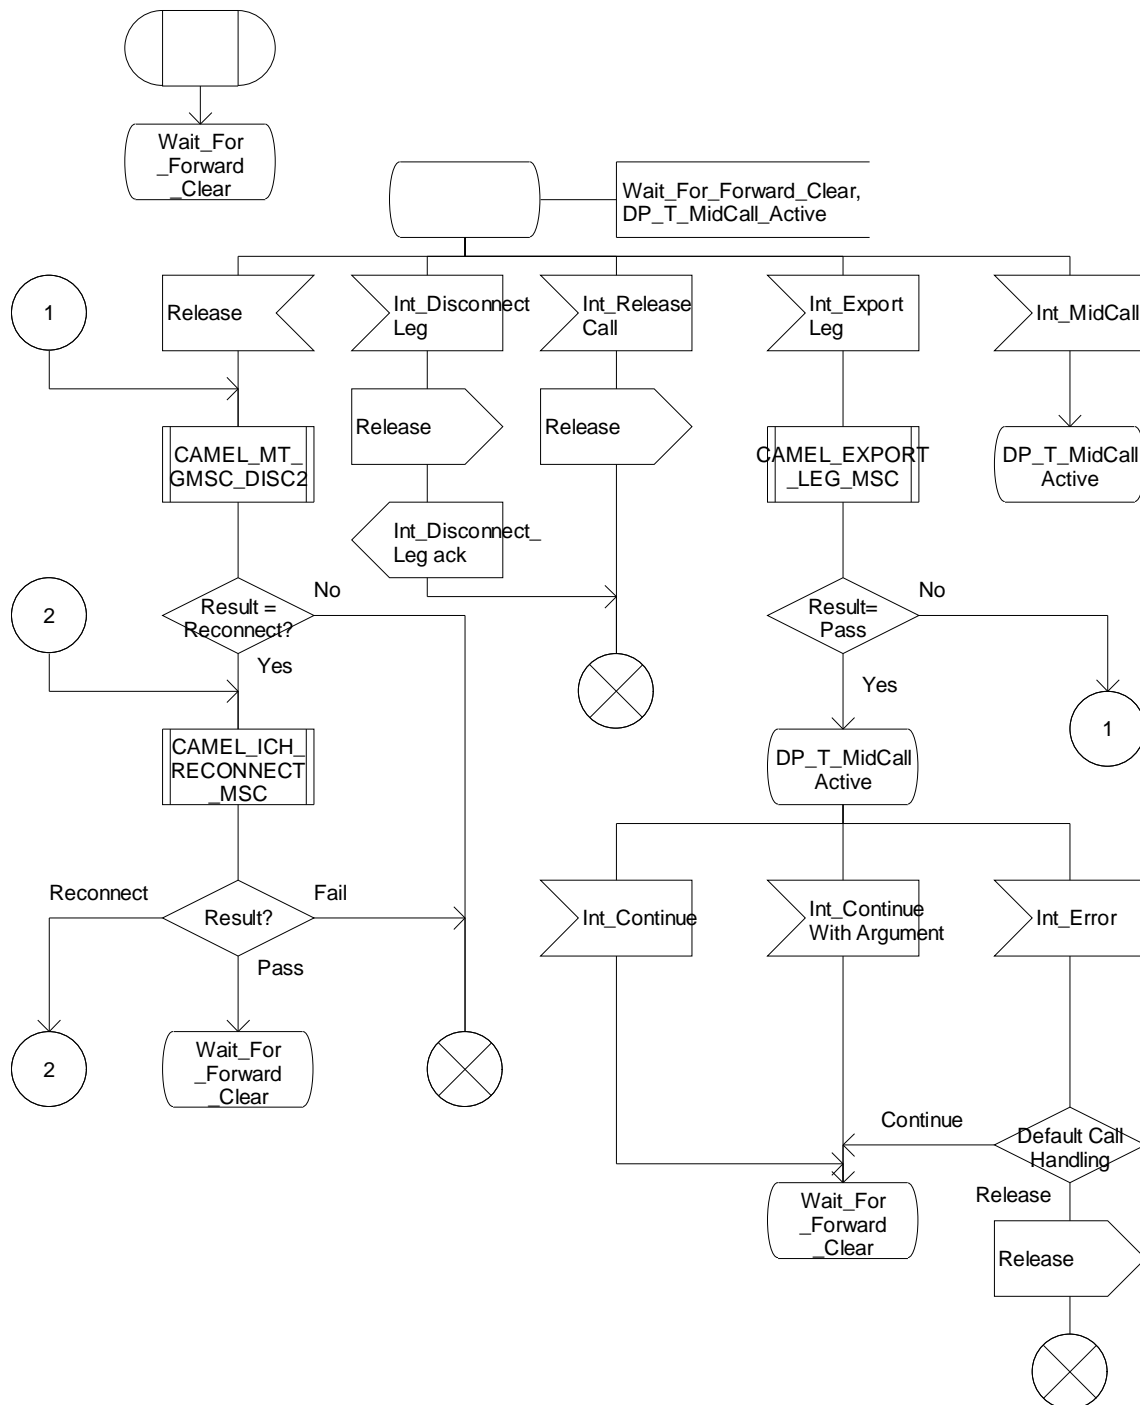 Wait_For
_Forward
_Clear
Wait_For_Forward_Clear,
DP_T_MidCall_Active
1
Release
Int_Disconnect
Leg
Int_Release
Call
Int_Export
Leg
Int_MidCall
Release
Release
CAMEL_MT_
GMSC_DISC2
CAMEL_EXPORT
_LEG_MSC
DP_T_MidCall
Active
Int_Disconnect_
Leg ack
2
Result =
Reconnect?
No
Yes
Result=
Pass
No
Yes
1
CAMEL_ICH_
RECONNECT
_MSC
DP_T_MidCall
Active
Reconnect
Result?
Fail
Pass
Int_Continue
Int_Continue
With Argument
Int_Error
2
Wait_For
_Forward
_Clear
Continue
Default Call
Handling
Release
Wait_For
_Forward
_Clear
Release